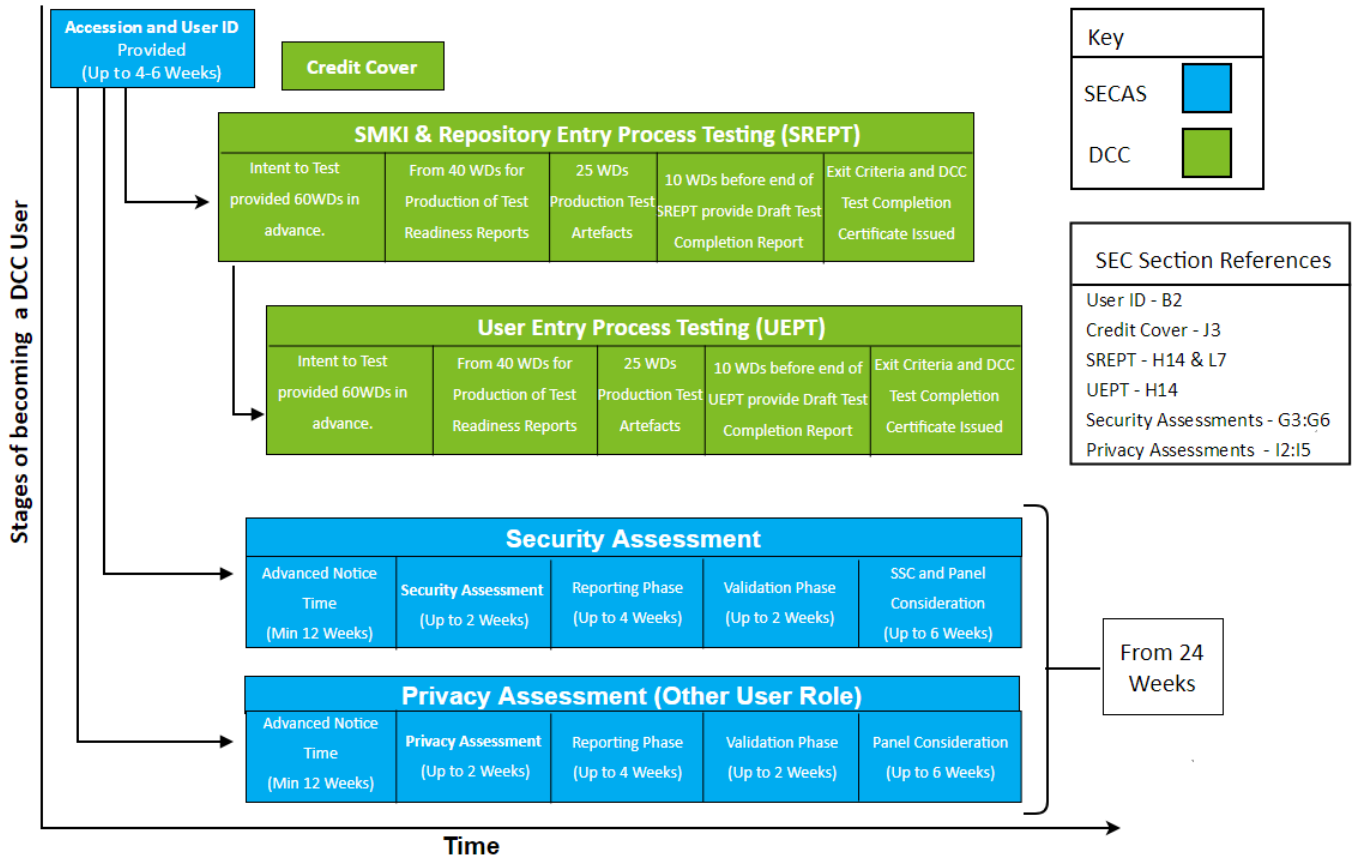 Accession and User ID
Provided
(Up to 4-6 Weeks)
Credit Cover
Key
SECAS
DCC
SMKI & Repository Entry Process Testing (SREPT)
Intent to Test
provided 60WDs in
advance.
From 40 WDs for
Production of Test
Readiness Reports
25 WDs
Production Test
Artefacts
10 WDs before end of
SREPT provide Draft Test
Completion Report
Exit Criteria and DCC
Test Completion
Certificate Issued
SEC Section References
User ID - B2
Credit Cover - J3
SREPT - H14 & L7
UEPT - H14
Security Assessments - G3:G6
Privacy Assessments - I2:I5
User Entry Process Testing (UEPT)
Intent to Test
provided 60WDs in
advance.
From 40 WDs for
Production of Test
Readiness Reports
25 WDs
Production Test
Artefacts
10 WDs before end of
UEPT provide Draft Test
Completion Report
Exit Criteria and DCC
Test Completion
Certificate Issued
Stages of becoming a DCC User
Security Assessment
Advanced Notice
Time
(Min 12 Weeks)
Security Assessment
(Up to 2 Weeks)
Reporting Phase
(Up to 4 Weeks)
Validation Phase
(Up to 2 Weeks)
SSC and Panel
Consideration
(Up to 6 Weeks)
From 24
Weeks
Privacy Assessment (Other User Role)
Advanced Notice
Time
(Min 12 Weeks)
Privacy Assessment
(Up to 2 Weeks)
Reporting Phase
(Up to 4 Weeks)
Validation Phase
(Up to 2 Weeks)
Panel Consideration
(Up to 6 Weeks)
Time